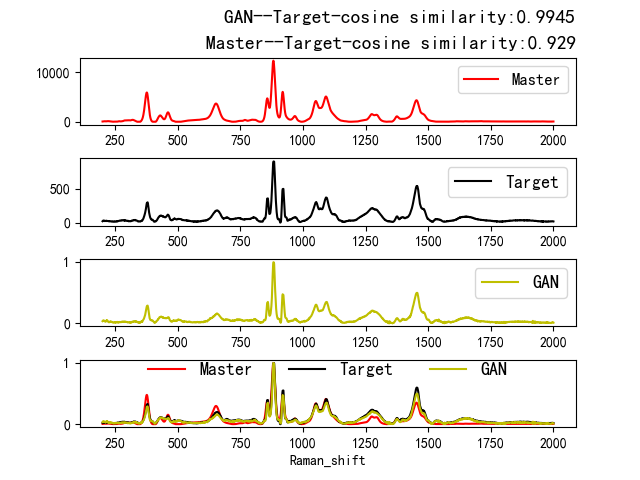 GAN--Target-cosine similarity:0.9945
Master--Target-cosine similarity:0.929
10000
0
Master
250 500 750 1000 1250 1500 1750 2000
500
0
Target
250 500 750 1000 1250 1500 1750 2000
1
0
GAN
250 500 750 1000 1250 1500 1750 2000
1
0
Master Target GAN
250 500 750 1000 1250 1500 1750 2000
Raman_shift